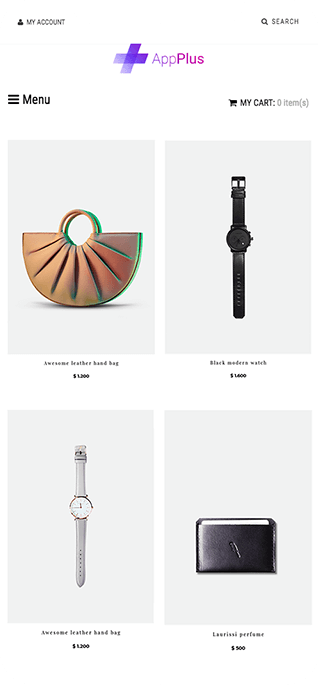 MY ACCOUNT
SEARCH
AppPlus
Menu
MY CART: 0 item(s)
Awesome leather hand bag
$ 1.200
Black modern watch
$ 1.600
Awesome leather hand bag
$ 1.200
Laurissi perfume
$ 500